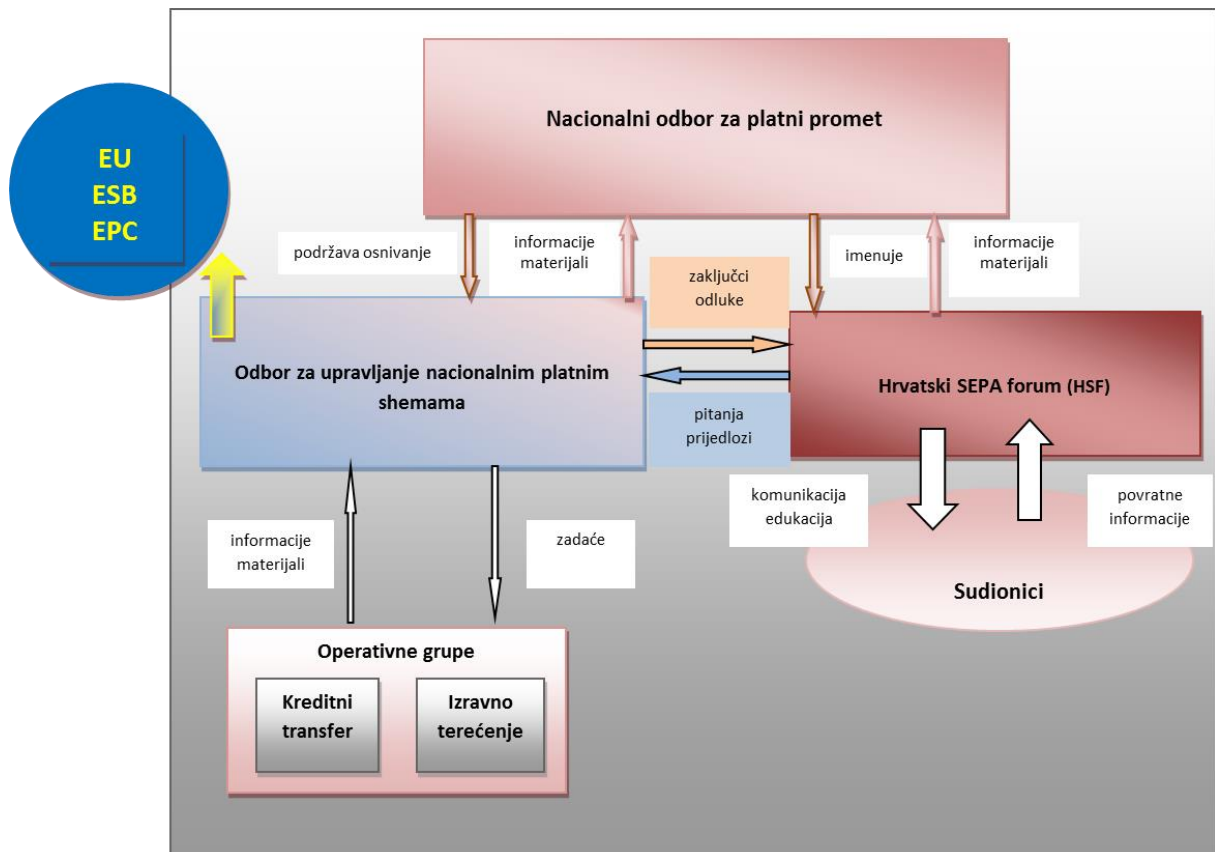 Nacionalni odbor za platni promet
EU
ESB
EPC
podržava osnivanje
informacije
materijali
imenuje
informacije
materijali
zaključci
odluke
Odbor za upravljanje nacionalnim platnim
shemama
Hrvatski SEPA forum (HSF)
pitanja
prijedlozi
informacije
materijali
zadaće
komunikacija
edukacija
povratne
informacije
Sudionici
Operativne grupe
Kreditni
transfer
Izravno
terećenje